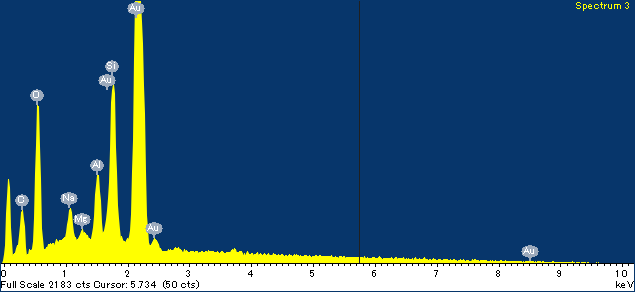 Spectrum 3
Au
Si
Au
O
Al
C
Na
Mg
Au
Au
0 1 2 3 4 5 6 7 8 9 10
Full Scale 2183 cts Cursor: 5.734 (50 cts) keV